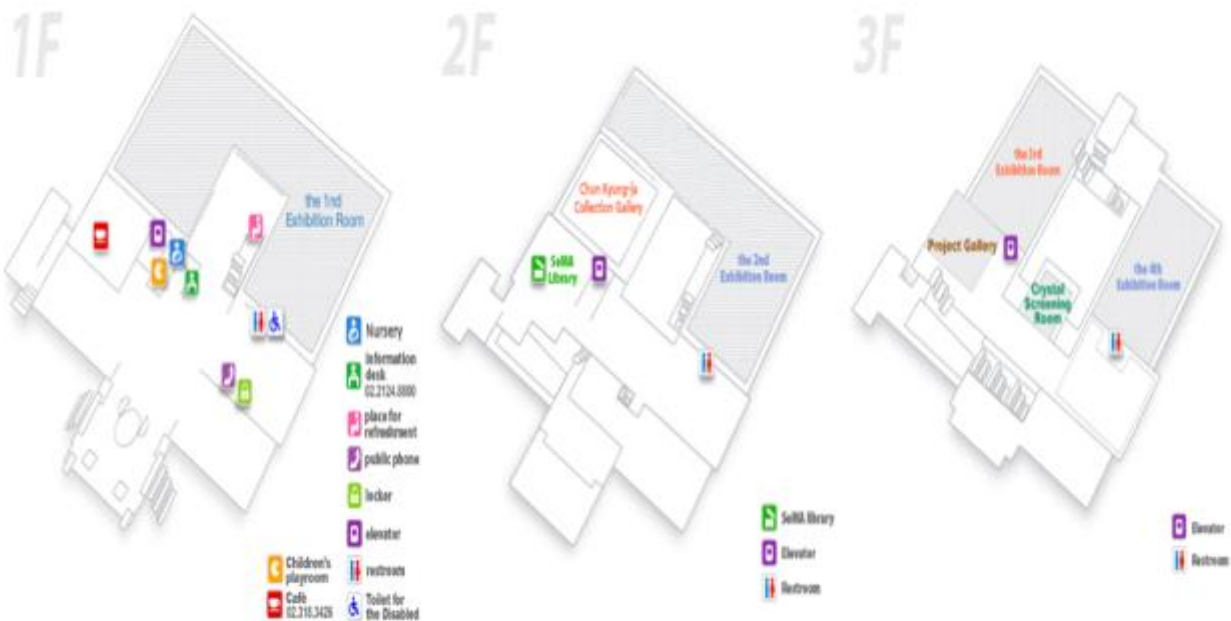 1F
the 1nd
Exhibition Room
Nursery
information
desk
02.2124.8800
place for
refreshment
public phone
locker
elevator
restroom
Toilet for
the Disabled
Children's
playroom
Café
02.318.3426
2F
Chun Kyung-ja
Collection Gallery
SeMA
Library
the 2nd
Exhibition Room
SeMA library
Elevator
Restroom
3F
the 3rd
Exhibition Room
Project Gallery
Crystal
Screening
Room
the 4th
Exhibition Room
Elevator
Restroom